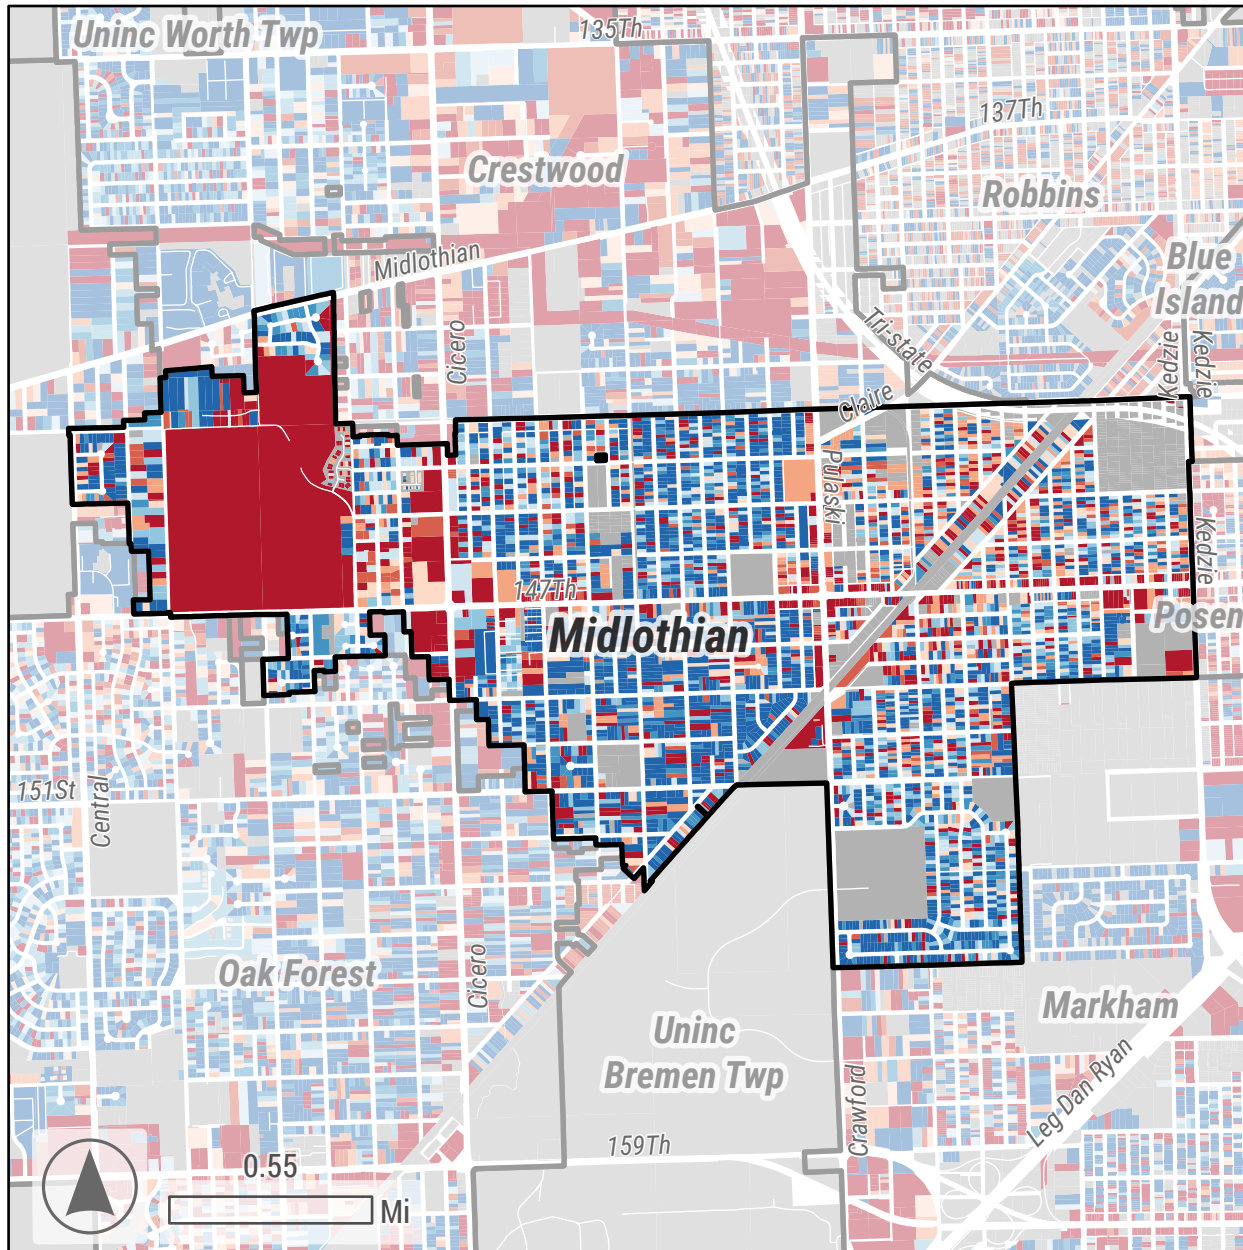 Uninc Worth Twp
135Th
137Th
Crestwood
Robbins
Blue
Island
Midlothian
Cicero
Tri-state
Kedzie
Kedzie
Claire
Pulaski
Kedzie
147Th
Midlothian
Posen
151St
Central
Oak Forest
Cicero
Uninc
Bremen Twp
Markham
Crawford
Leg Dan Ryan
159Th
0.55
Mi